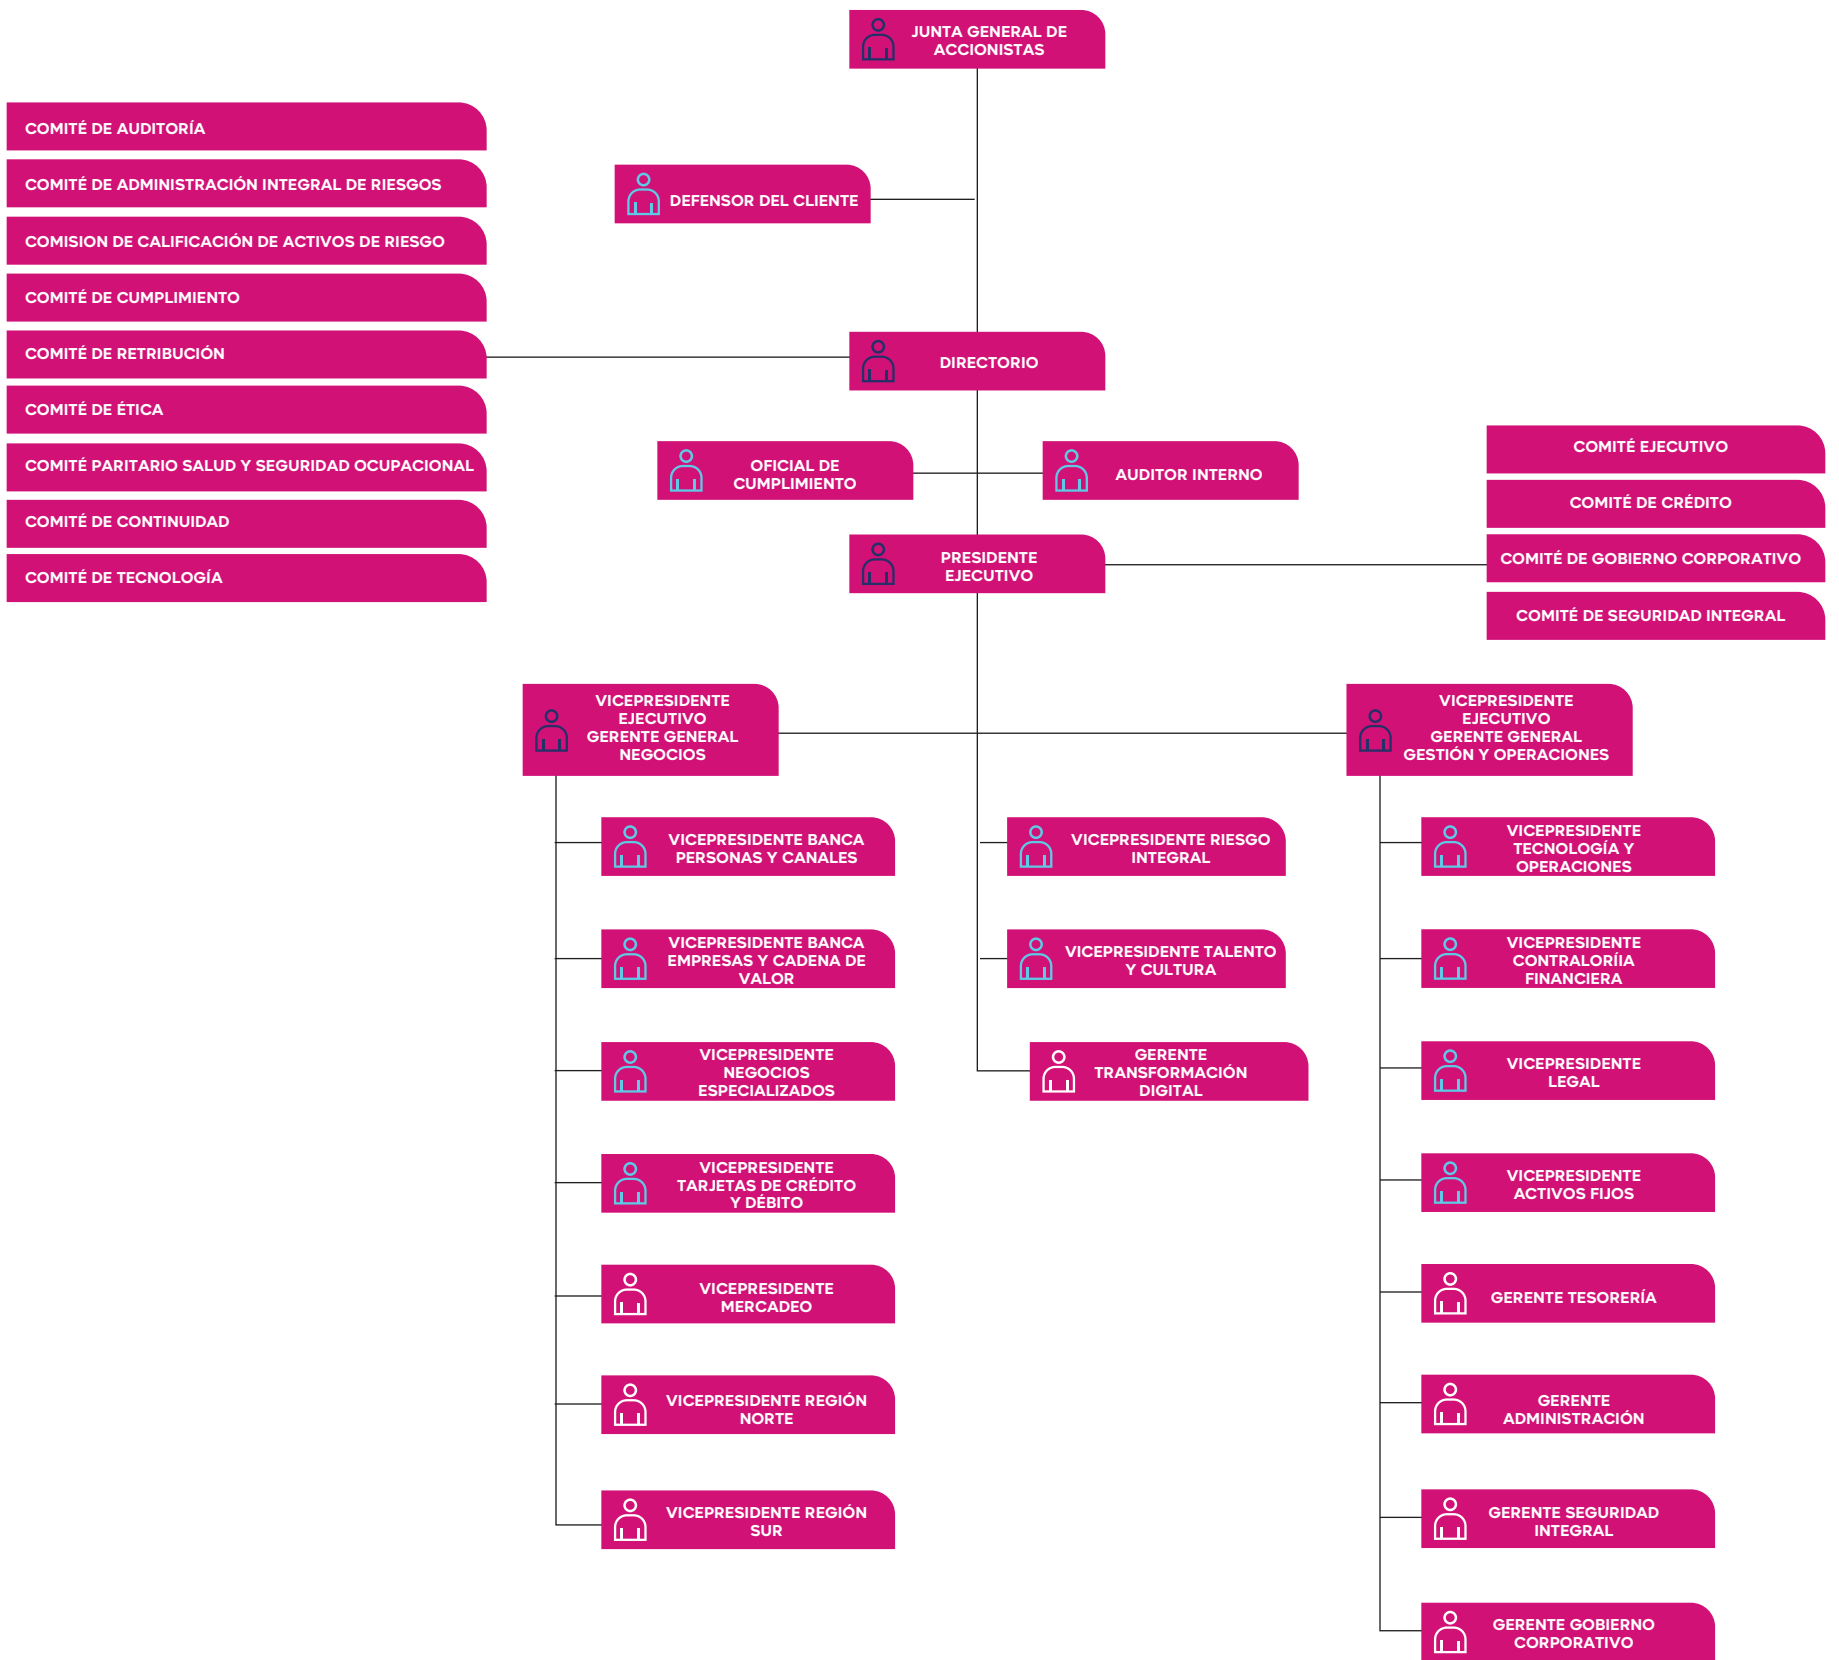 JUNTA GENERAL DE
ACCIONISTAS
COMITÉ DE AUDITORÍA
COMITÉ DE ADMINISTRACIÓN INTEGRAL DE RIESGOS
COMISION DE CALIFICACIÓN DE ACTIVOS DE RIESGO
COMITÉ DE CUMPLIMIENTO
COMITÉ DE RETRIBUCIÓN
COMITÉ DE ÉTICA
COMITÉ PARITARIO SALUD Y SEGURIDAD OCUPACIONAL
COMITÉ DE CONTINUIDAD
COMITÉ DE TECNOLOGÍA
DEFENSOR DEL CLIENTE
DIRECTORIO
OFICIAL DE
CUMPLIMIENTO
AUDITOR INTERNO
PRESIDENTE
EJECUTIVO
COMITÉ EJECUTIVO
COMITÉ DE CRÉDITO
COMITÉ DE GOBIERNO CORPORATIVO
COMITÉ DE SEGURIDAD INTEGRAL
VICEPRESIDENTE
EJECUTIVO
GERENTE GENERAL
NEGOCIOS
VICEPRESIDENTE BANCA
PERSONAS Y CANALES
VICEPRESIDENTE BANCA
EMPRESAS Y CADENA DE
VALOR
VICEPRESIDENTE
NEGOCIOS
ESPECIALIZADOS
VICEPRESIDENTE
TARJETAS DE CRÉDITO
Y DÉBITO
VICEPRESIDENTE
MERCADEO
VICEPRESIDENTE REGIÓN
NORTE
VICEPRESIDENTE REGIÓN
SUR
VICEPRESIDENTE RIESGO
INTEGRAL
VICEPRESIDENTE TALENTO
Y CULTURA
GERENTE
TRANSFORMACIÓN
DIGITAL
VICEPRESIDENTE
EJECUTIVO
GERENTE GENERAL
GESTIÓN Y OPERACIONES
VICEPRESIDENTE
TECNOLOGÍA Y
OPERACIONES
VICEPRESIDENTE
CONTRALORÍIA
FINANCIERA
VICEPRESIDENTE
LEGAL
VICEPRESIDENTE
ACTIVOS FIJOS
GERENTE TESORERÍA
GERENTE
ADMINISTRACIÓN
GERENTE SEGURIDAD
INTEGRAL
GERENTE GOBIERNO
CORPORATIVO